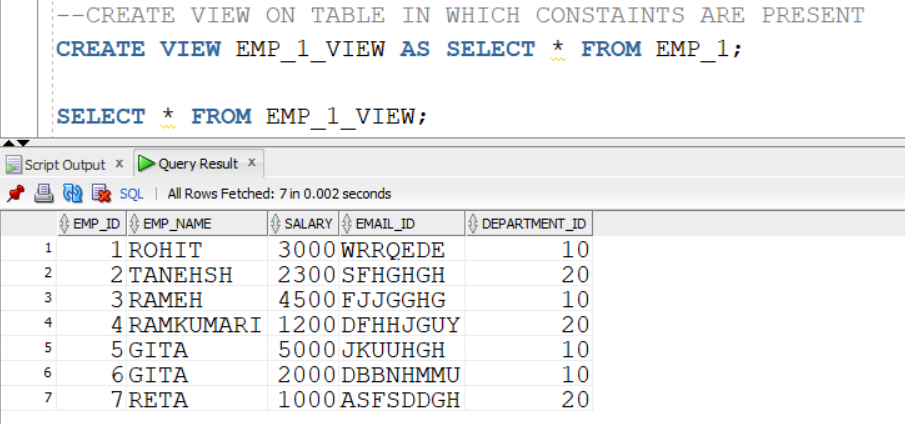 --CREATE VIEW ON TABLE IN WHICH CONSTAINTS ARE PRESENT
CREATE VIEW EMP_1_VIEW AS SELECT * FROM EMP_1;
SELECT * FROM EMP_1_VIEW;
Script Output x Query Result x
SQL | All Rows Fetched: 7 in 0.002 seconds
EMP_ID EMP_NAME SALARY EMAIL_ID DEPARTMENT_ID
1 1 ROHIT 3000 WRRQEDE 10
2 2 TANEHSH 2300 SFHGHGH 20
3 3 RAMEH 4500 FJJGGHG 10
4 4 RAMKUMARI 1200 DFHHJGUY 20
5 5 GITA 5000 JKUUHGH 10
6 6 GITA 2000 DBBNHMMU 10
7 7 RETA 1000 ASFSDDGH 20